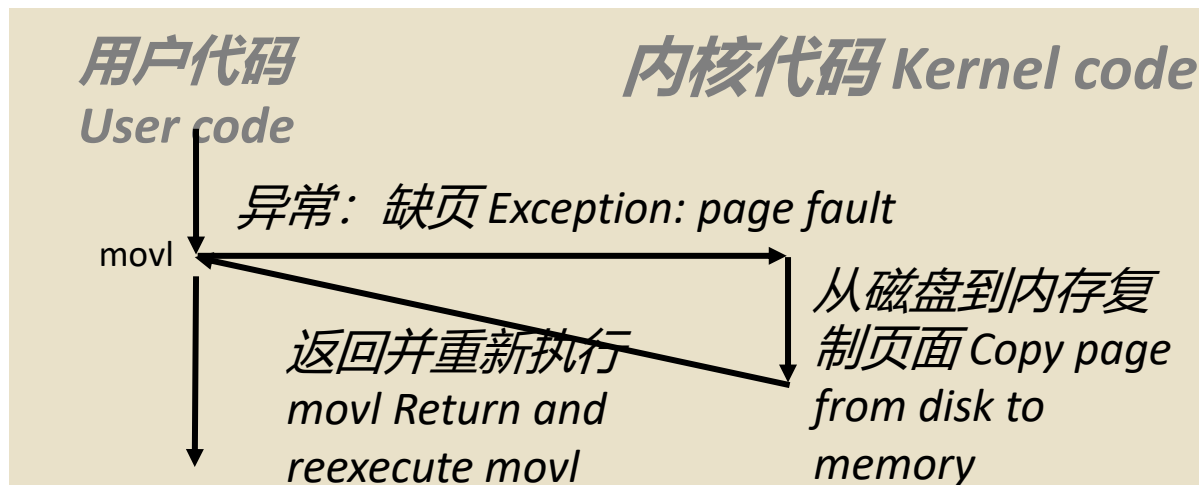 用户代码
User code
内核代码 Kernel code
异常：缺页 Exception: page fault
movl
从磁盘到内存复
制页面 Copy page
from disk to
memory
返回并重新执行
movl Return and
reexecute movl